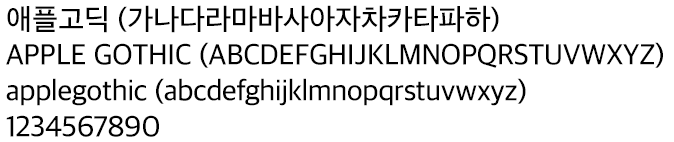 애플고딕 (가나다라마바사아자차카타파하)
APPLE GOTHIC (ABCDEFGHIJKLMNOPQRSTUVWXYZ)
applegothic (abcdefghijklmnopqrstuvwxyz)
1234567890